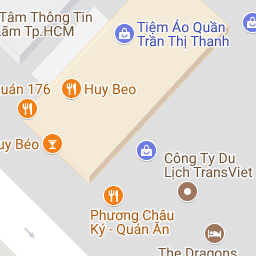 Tâm Thông Tin
Lãm Tp.HCM
Tiệm Áo Quần
Trần Thị Thanh
uán 176
Huy Beo
uy Béo
Công Ty Du
Lịch TransViet
Phương Châu
Ký - Quán Ăn
The Dragons